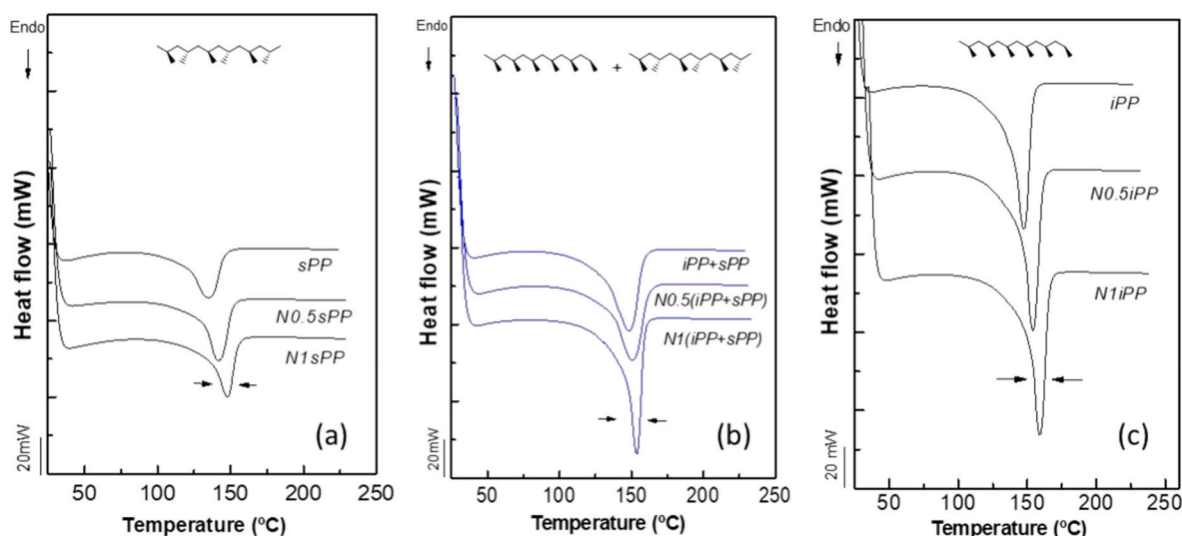 Endo
+
sPP
N0.5sPP
N1sPP
(a)
20mW
Heat flow (mW)
50 100 150 200 250
Temperature (ºC)
Endo
iPP+sPP
N0.5(iPP+sPP)
N1(iPP+sPP)
(b)
20mW
Heat flow (mW)
50 100 150 200 250
Temperature (ºC)
Endo
iPP
N0.5iPP
N1iPP
(c)
20 mW
Heat flow (mW)
50 100 150 200 250
Temperature (ºC)